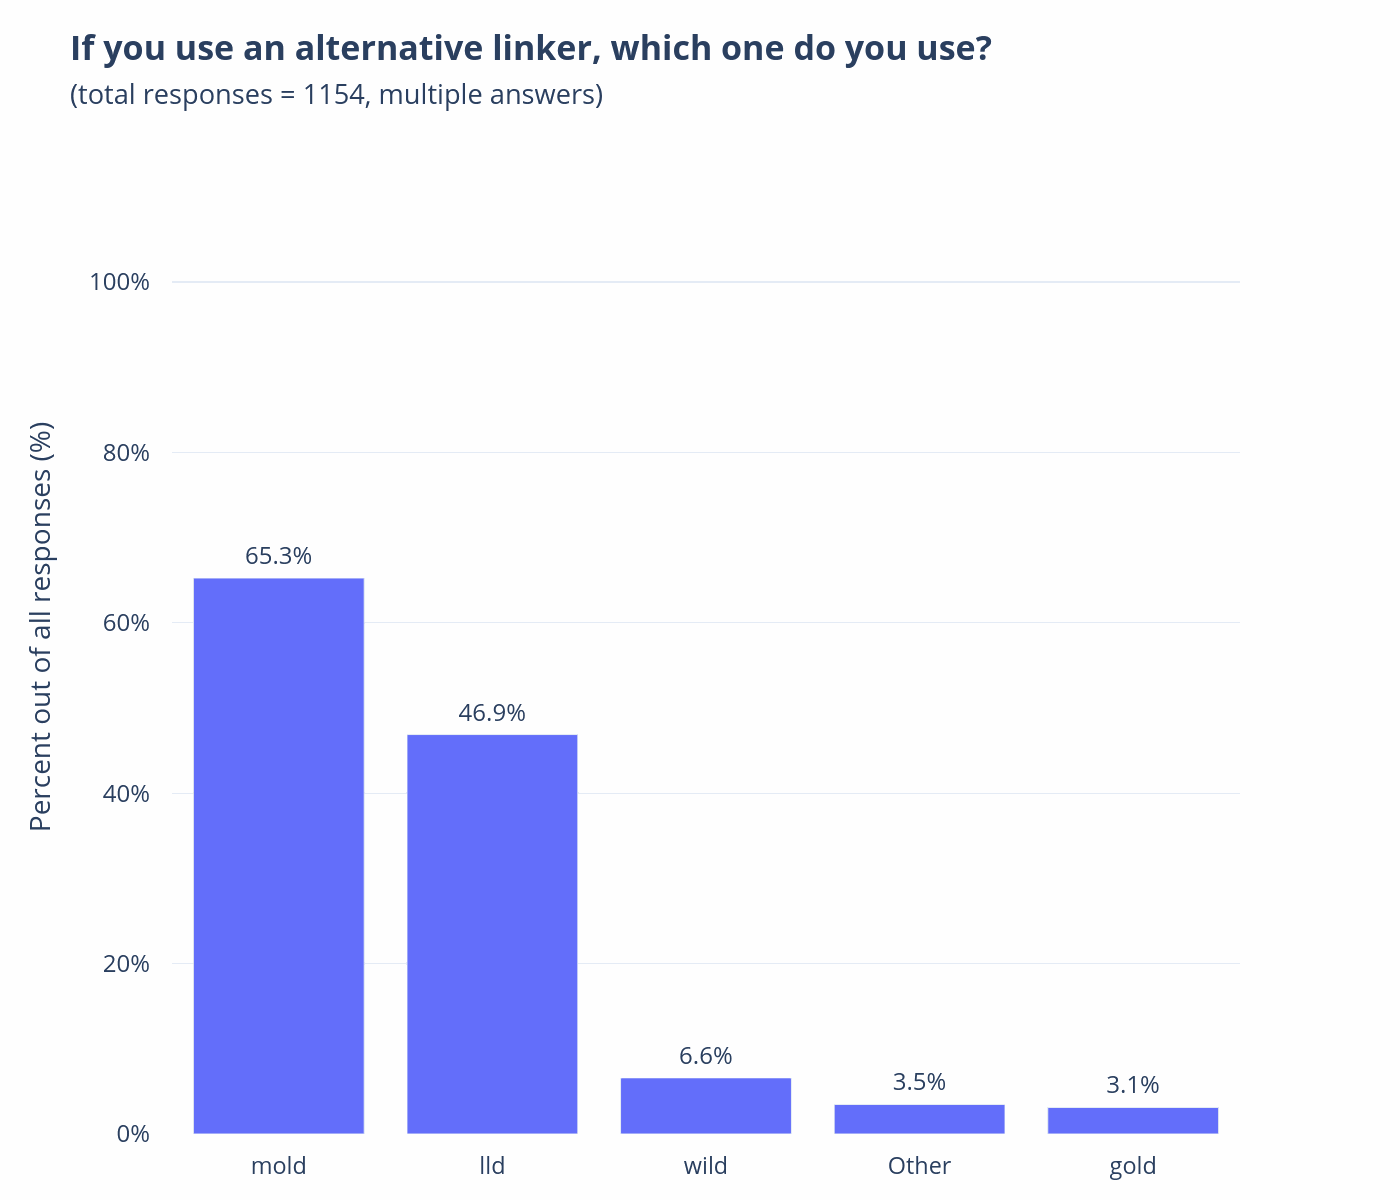 If you use an alternative linker, which one do you use?
(total responses = 1154, multiple answers)
Percent out of all responses (%)
100%
80%
60%
40%
20%
0%
65.3%
46.9%
6.6%
3.5%
3.1%
mold
lld
wild
Other
gold